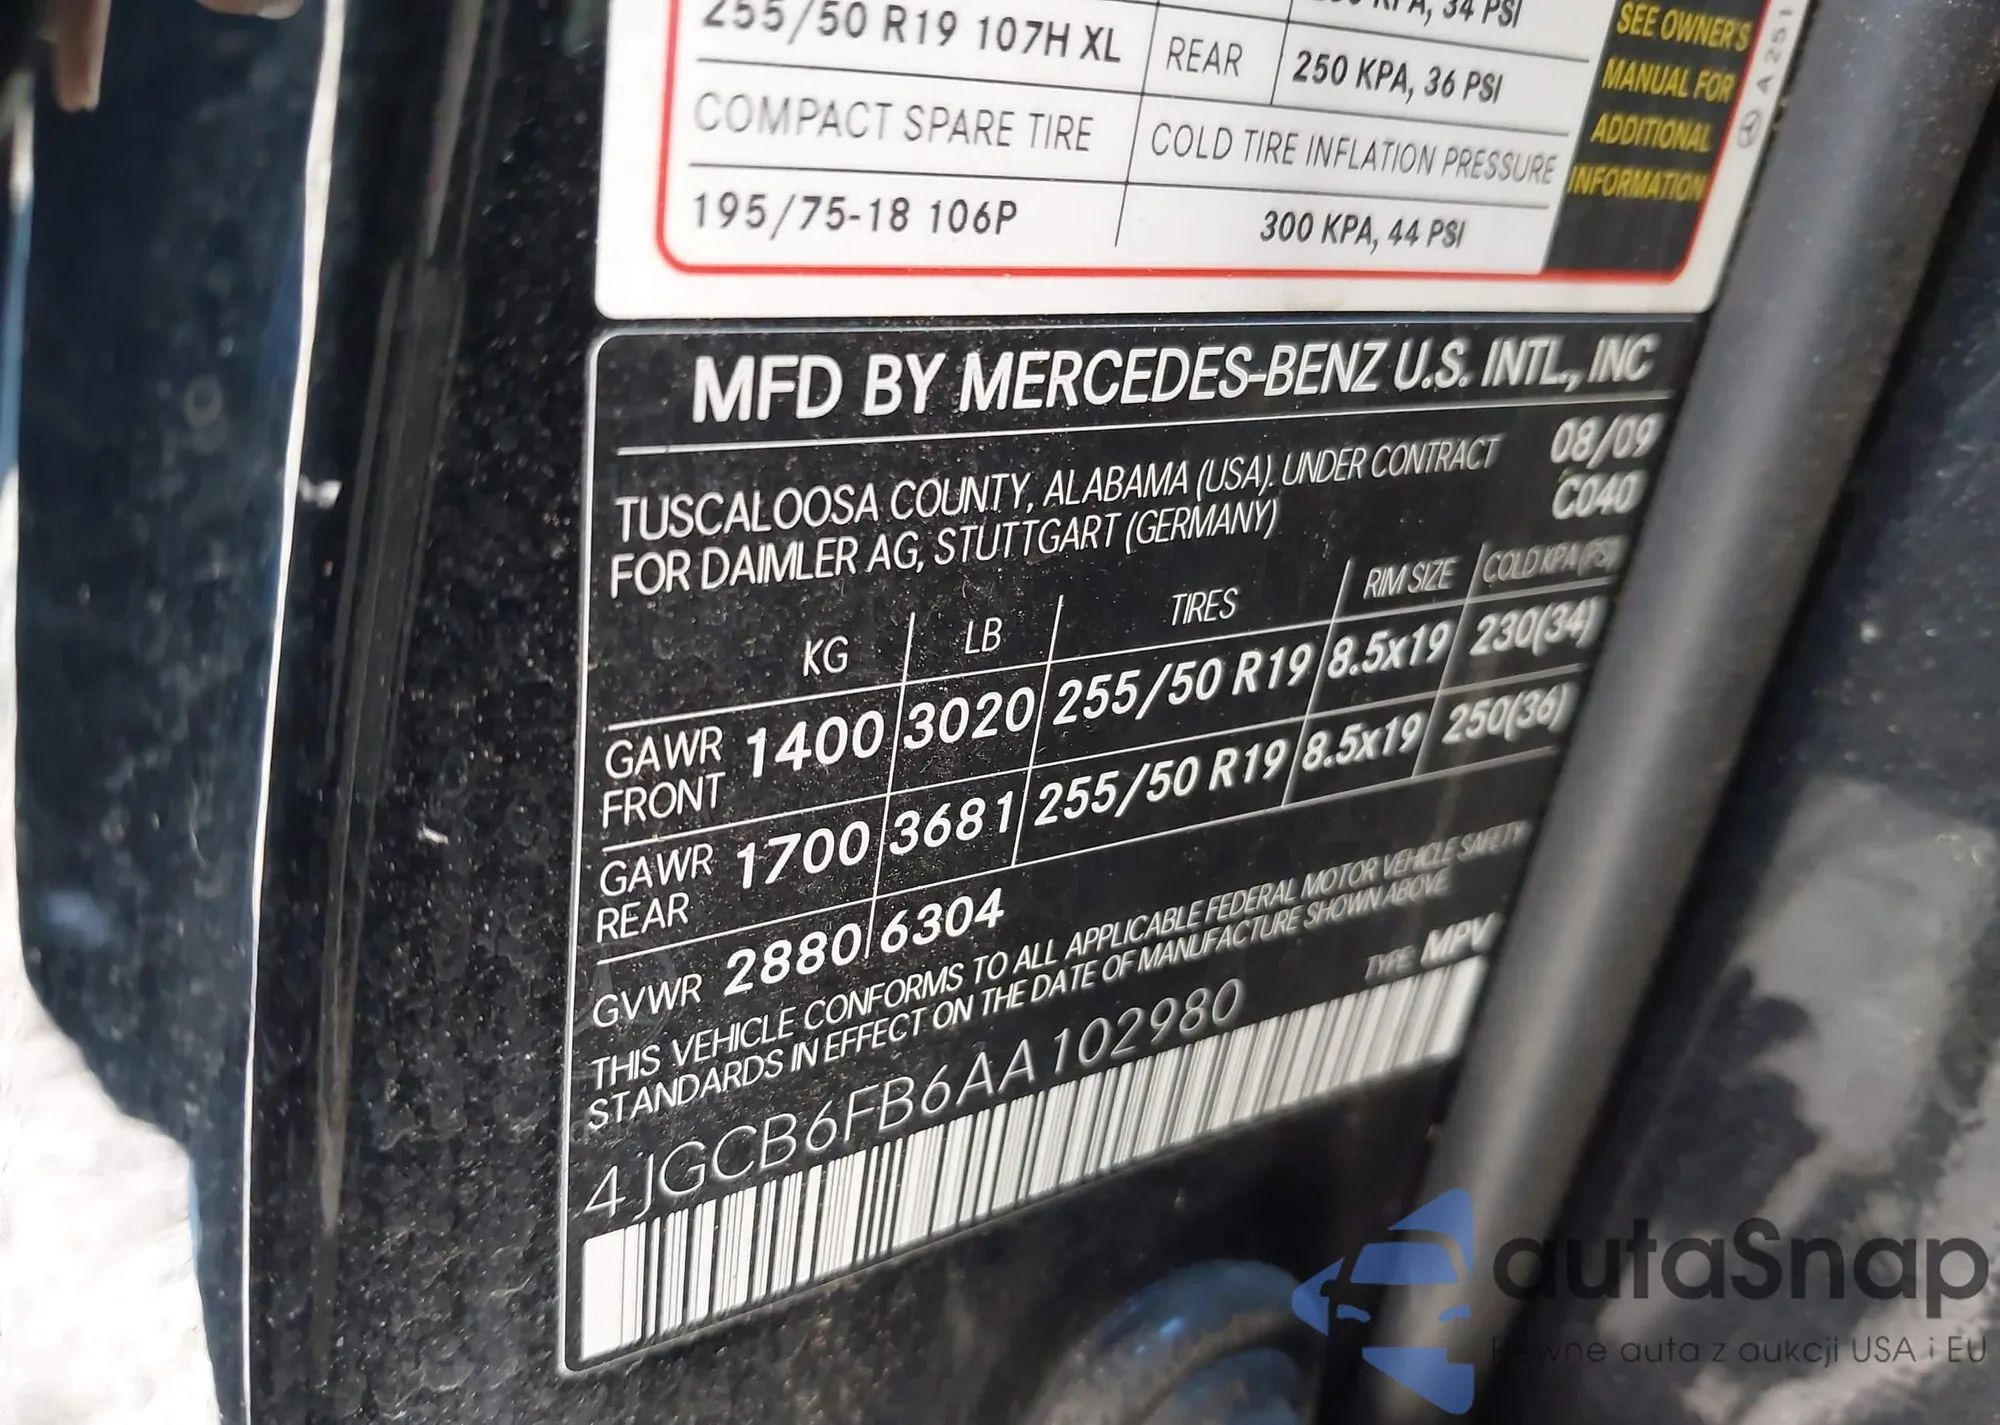 KPA, 34 PSI
255/50 R19 107H XL REAR 250 KPA, 36 PSI
COMPACT SPARE TIRE COLD TIRE INFLATION PRESSURE
195/75-18 106P 300 KPA, 44 PSI
SEE OWNER'S
MANUAL FOR
ADDITIONAL
INFORMATION
A 251
MFD BY MERCEDES-BENZ U.S. INTL., INC
TUSCALOOSA COUNTY, ALABAMA (USA). UNDER CONTRACT 08/09
FOR DAIMLER AG, STUTTGART (GERMANY) C040
KG LB TIRES RIM SIZE COLD KPA (PSI)
GAWR FRONT 1400 3020 255/50 R19 8.5x19 230(34)
GAWR REAR 1700 3681 255/50 R19 8.5x19 250(36)
GVWR 2880 6304
THIS VEHICLE CONFORMS TO ALL APPLICABLE FEDERAL MOTOR VEHICLE SAFETY
STANDARDS IN EFFECT ON THE DATE OF MANUFACTURE SHOWN ABOVE
TYPE: MPV
4JGCB6FB6AA102980
autaSnap
Pewne auta z aukcji USA i EU